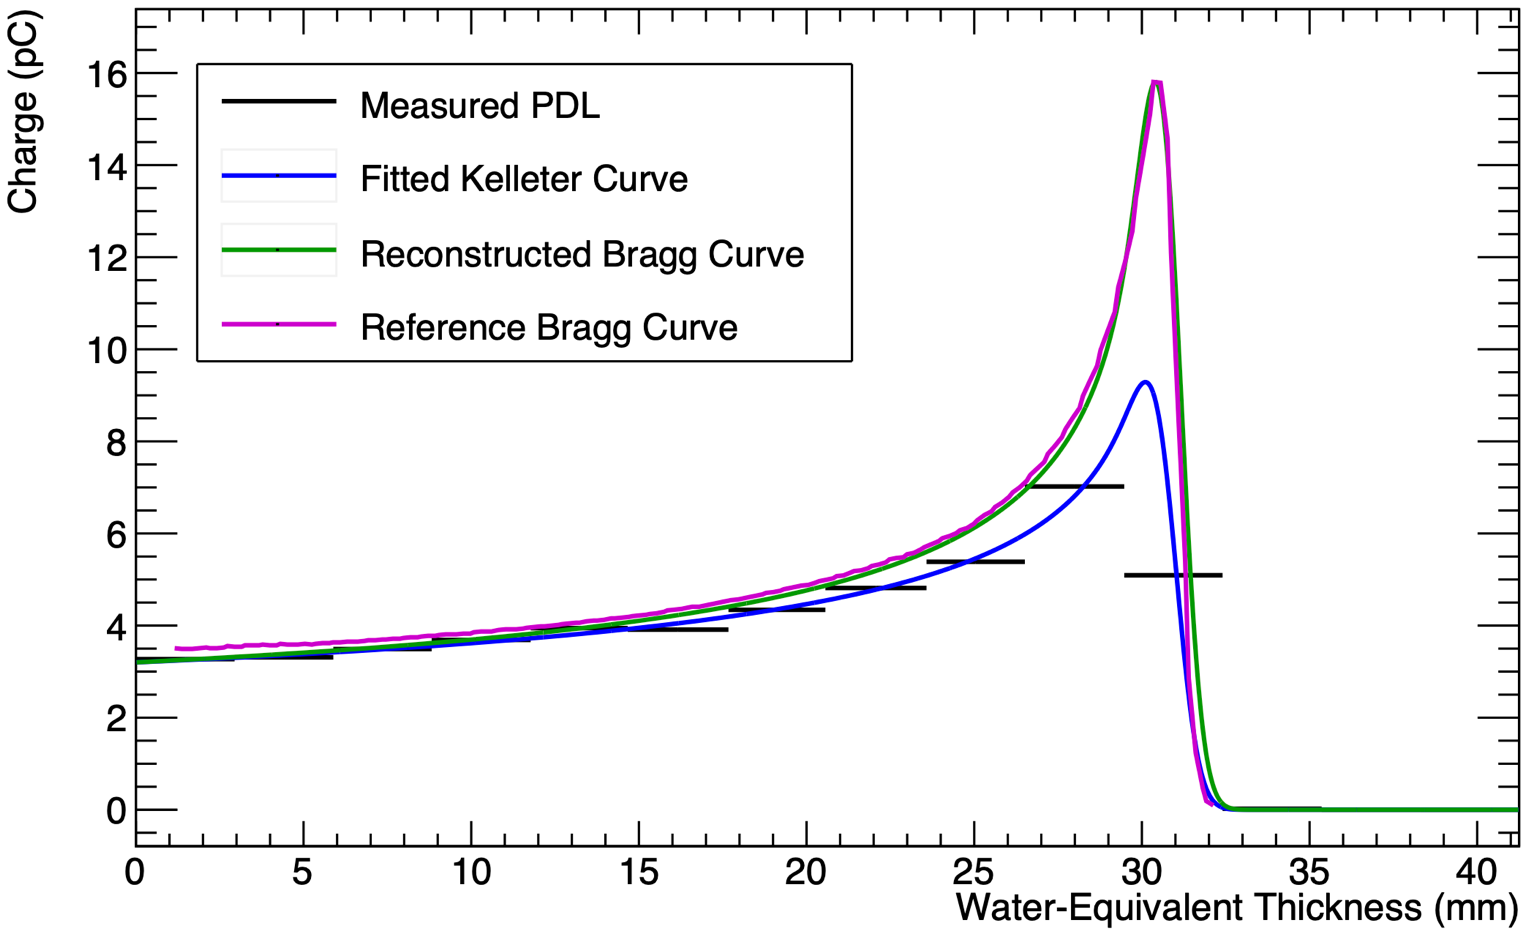 Charge (pC)
16
14
12
10
8
6
4
2
0
Measured PDL
Fitted Kelleter Curve
Reconstructed Bragg Curve
Reference Bragg Curve
0 5 10 15 20 25 30 35 40
Water-Equivalent Thickness (mm)